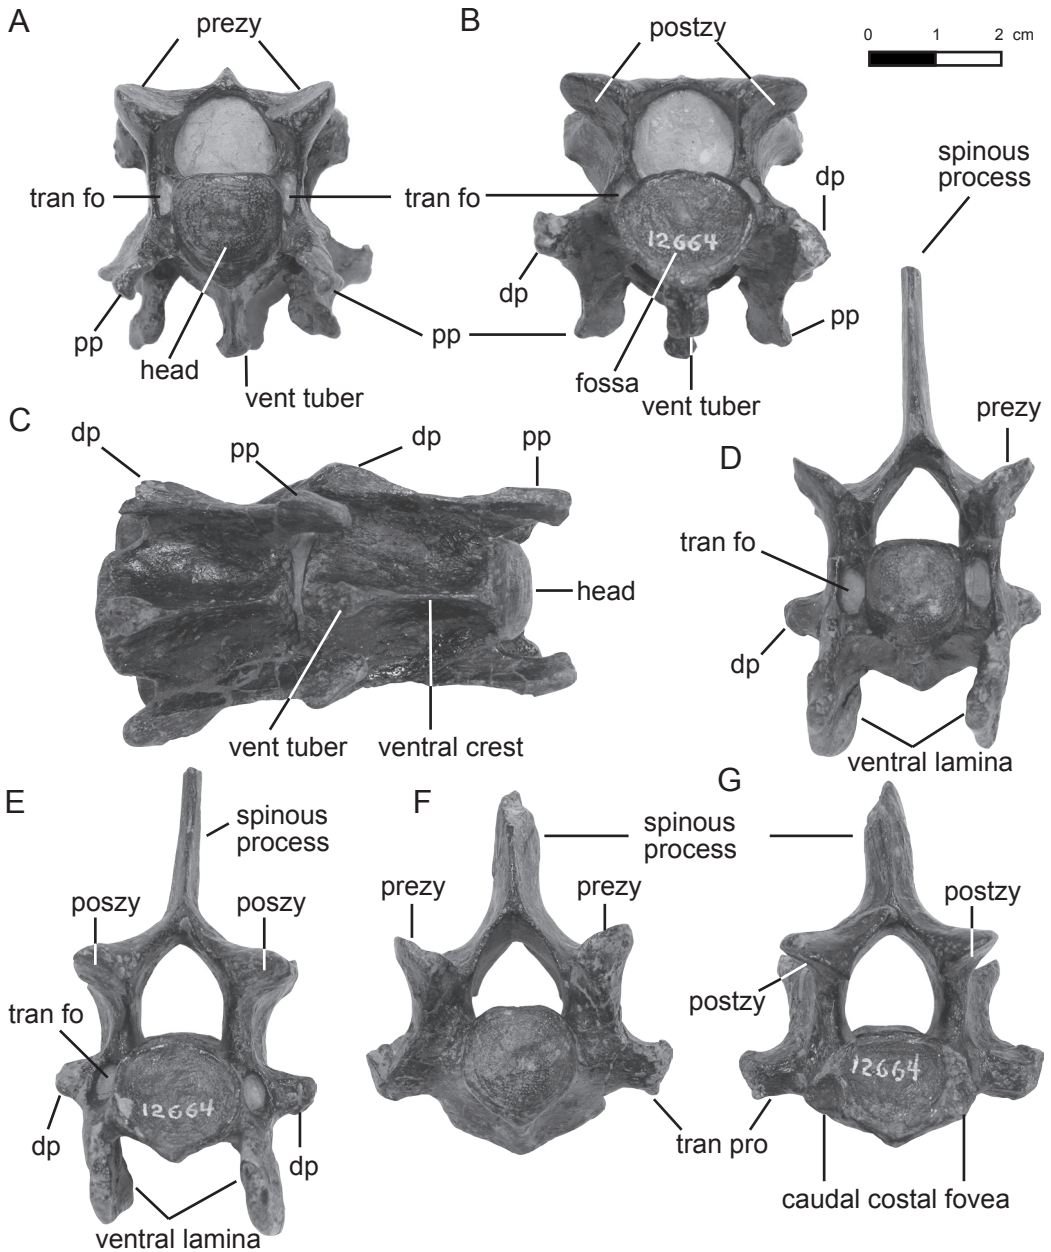 A
prezy
B
postzy
0 1 2 cm
tran fo
tran fo
dp
spinous
process
12664
dp
pp
head
vent tuber
pp
fossa
vent tuber
pp
C
dp
pp
dp
pp
head
vent tuber
ventral crest
D
prezy
tran fo
dp
ventral lamina
E
spinous
process
poszy
poszy
tran fo
12664
dp
dp
ventral lamina
F
spinous
process
prezy
prezy
tran pro
G
postzy
postzy
12664
caudal costal fovea